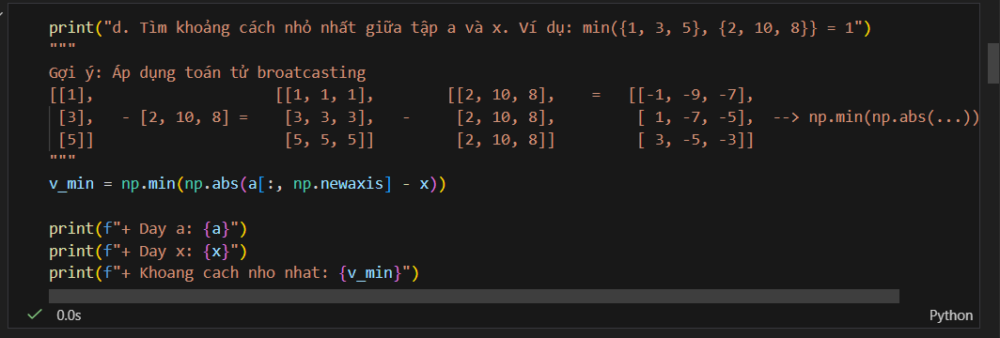 print("d. Tìm khoảng cách nhỏ nhất giữa tập a và x. Ví dụ: min({1, 3, 5}, {2, 10, 8}} = 1")
"""
Gợi ý: Áp dụng toán tử broatcasting
[[1],                    [[1, 1, 1],        [[2, 10, 8],    =   [[-1, -9, -7],
 [3],   - [2, 10, 8] =    [3, 3, 3],   -     [2, 10, 8],         [ 1, -7, -5],  --> np.min(np.abs(...))
 [5]]                     [5, 5, 5]]         [2, 10, 8]]         [ 3, -5, -3]]
"""
v_min = np.min(np.abs(a[:, np.newaxis] - x))
print(f"+ Day a: {a}")
print(f"+ Day x: {x}")
print(f"+ Khoang cach nho nhat: {v_min}")
0.0s
Python